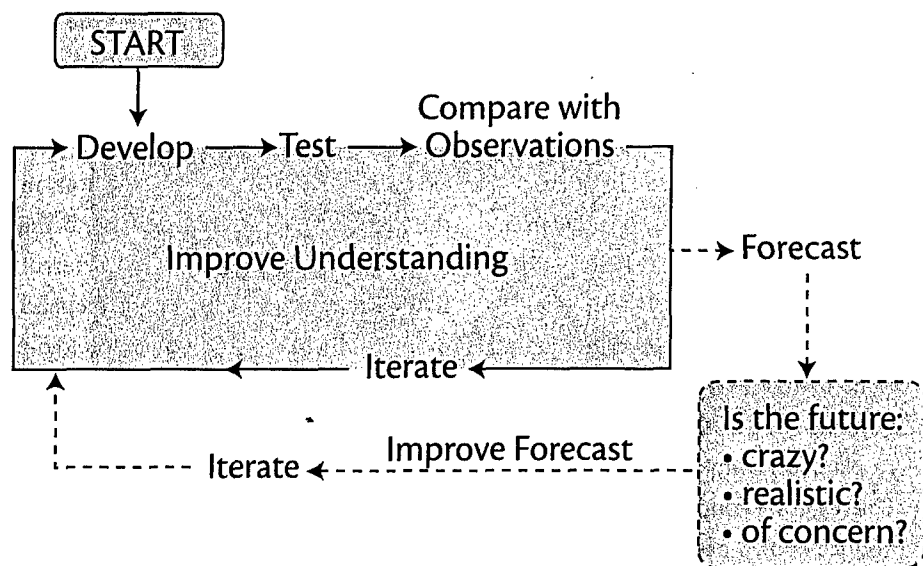 START
Develop
Test
Compare with
Observations
Improve Understanding
Forecast
Iterate
Is the future:
• crazy?
• realistic?
• of concern?
Improve Forecast
Iterate